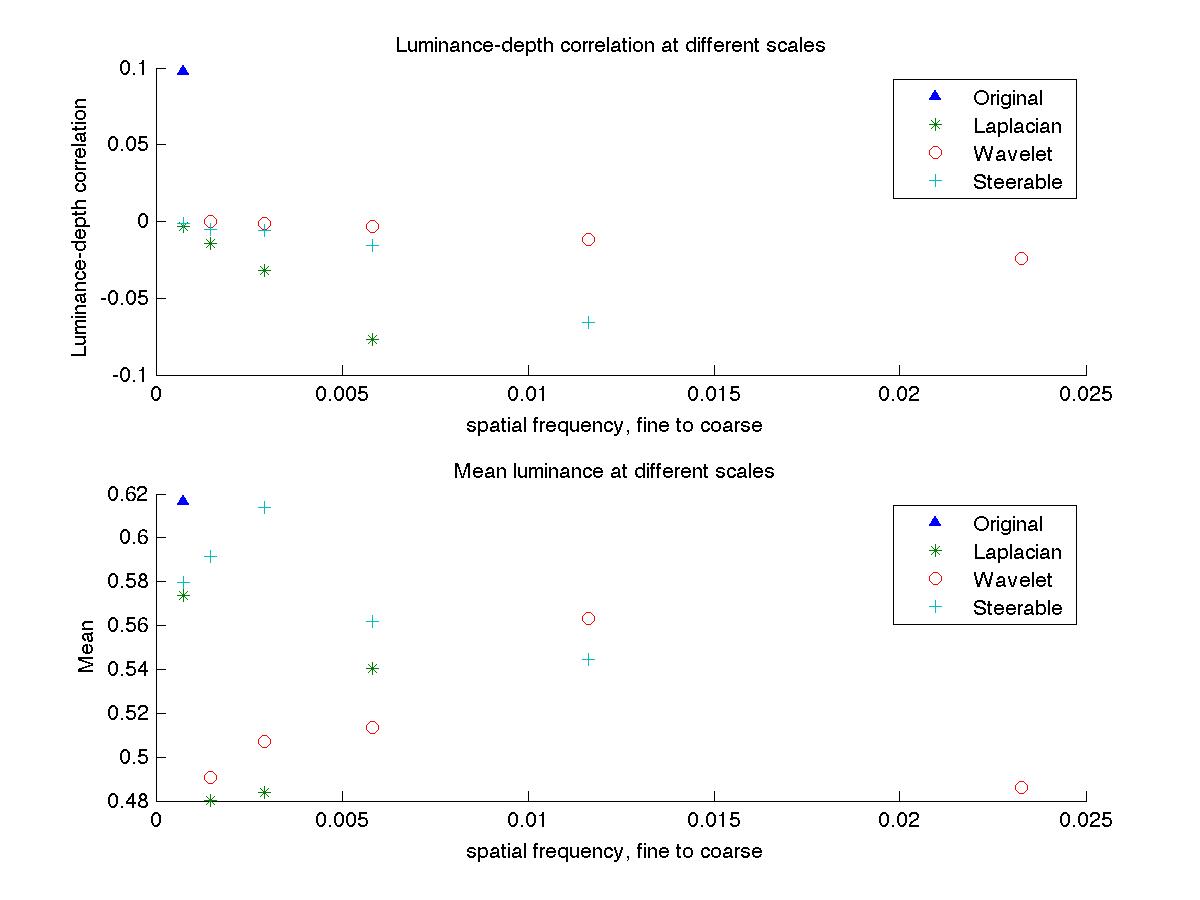 Luminance-depth correlation at different scales
0.1
0.05
0
-0.05
-0.1
Luminance-depth correlation
0 0.005 0.01 0.015 0.02 0.025
spatial frequency, fine to coarse
Original
Laplacian
Wavelet
Steerable
Mean luminance at different scales
0.62
0.6
0.58
0.56
0.54
0.52
0.5
0.48
Mean
0 0.005 0.01 0.015 0.02 0.025
spatial frequency, fine to coarse
Original
Laplacian
Wavelet
Steerable